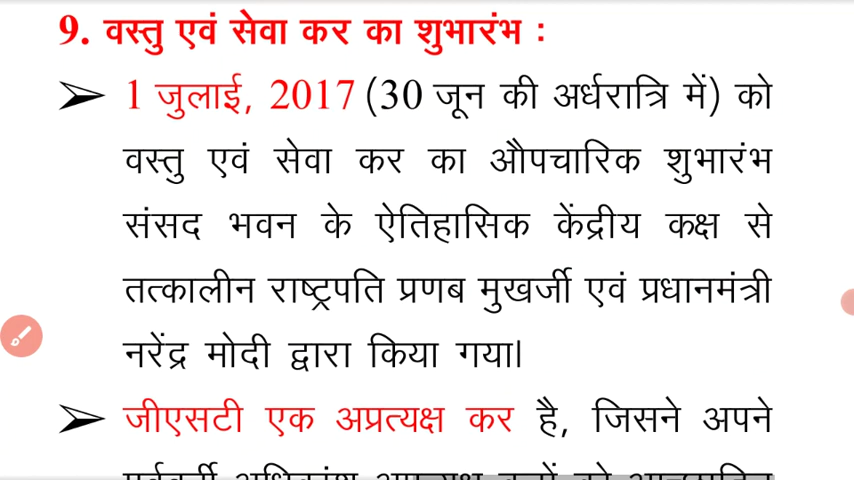 9. वस्तु एवं सेवा कर का शुभारंभ :
➢ 1 जुलाई, 2017 (30 जून की अर्धरात्रि में) को
वस्तु एवं सेवा कर का औपचारिक शुभारंभ
संसद भवन के ऐतिहासिक केंद्रीय कक्ष से
तत्कालीन राष्ट्रपति प्रणब मुखर्जी एवं प्रधानमंत्री
नरेंद्र मोदी द्वारा किया गया।
➢ जीएसटी एक अप्रत्यक्ष कर है, जिसने अपने